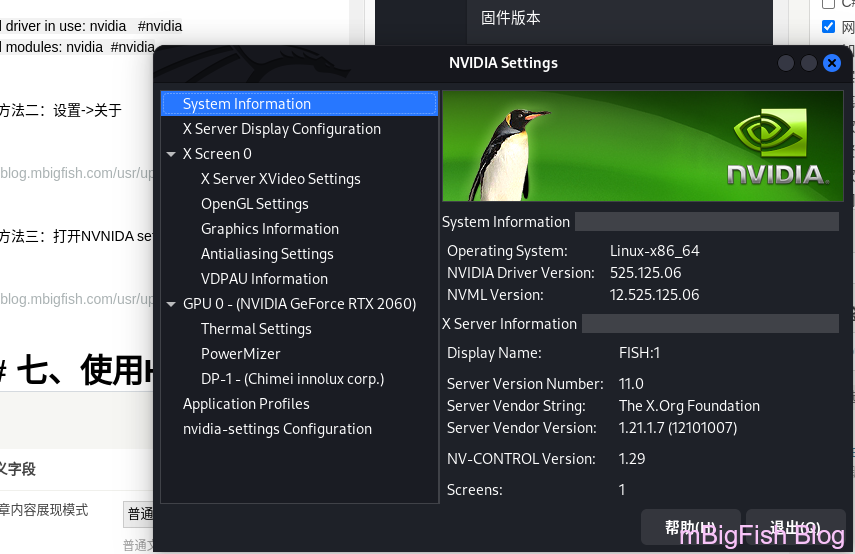 固件版本
网
l driver in use: nvidia #nvidia
l modules: nvidia #nvidia
方法二：设置->关于
blog.mbigfish.com/usr/up
方法三：打开NVNIDA se
blog.mbigfish.com/usr/up
# 七、使用
义字段
章内容展现模式
普通
普通文
NVIDIA Settings
System Information
X Server Display Configuration
X Screen 0
X Server XVideo Settings
OpenGL Settings
Graphics Information
Antialiasing Settings
VDPAU Information
GPU 0 - (NVIDIA GeForce RTX 2060)
Thermal Settings
PowerMizer
DP-1 - (Chimei innolux corp.)
Application Profiles
nvidia-settings Configuration
NVIDIA.
System Information
Operating System: Linux-x86_64
NVIDIA Driver Version: 525.125.06
NVML Version: 12.525.125.06
X Server Information
Display Name: FISH:1
Server Version Number: 11.0
Server Vendor String: The X.Org Foundation
Server Vendor Version: 1.21.1.7 (12101007)
NV-CONTROL Version: 1.29
Screens: 1
帮助(H) 退出(Q)
mBigFish Blog